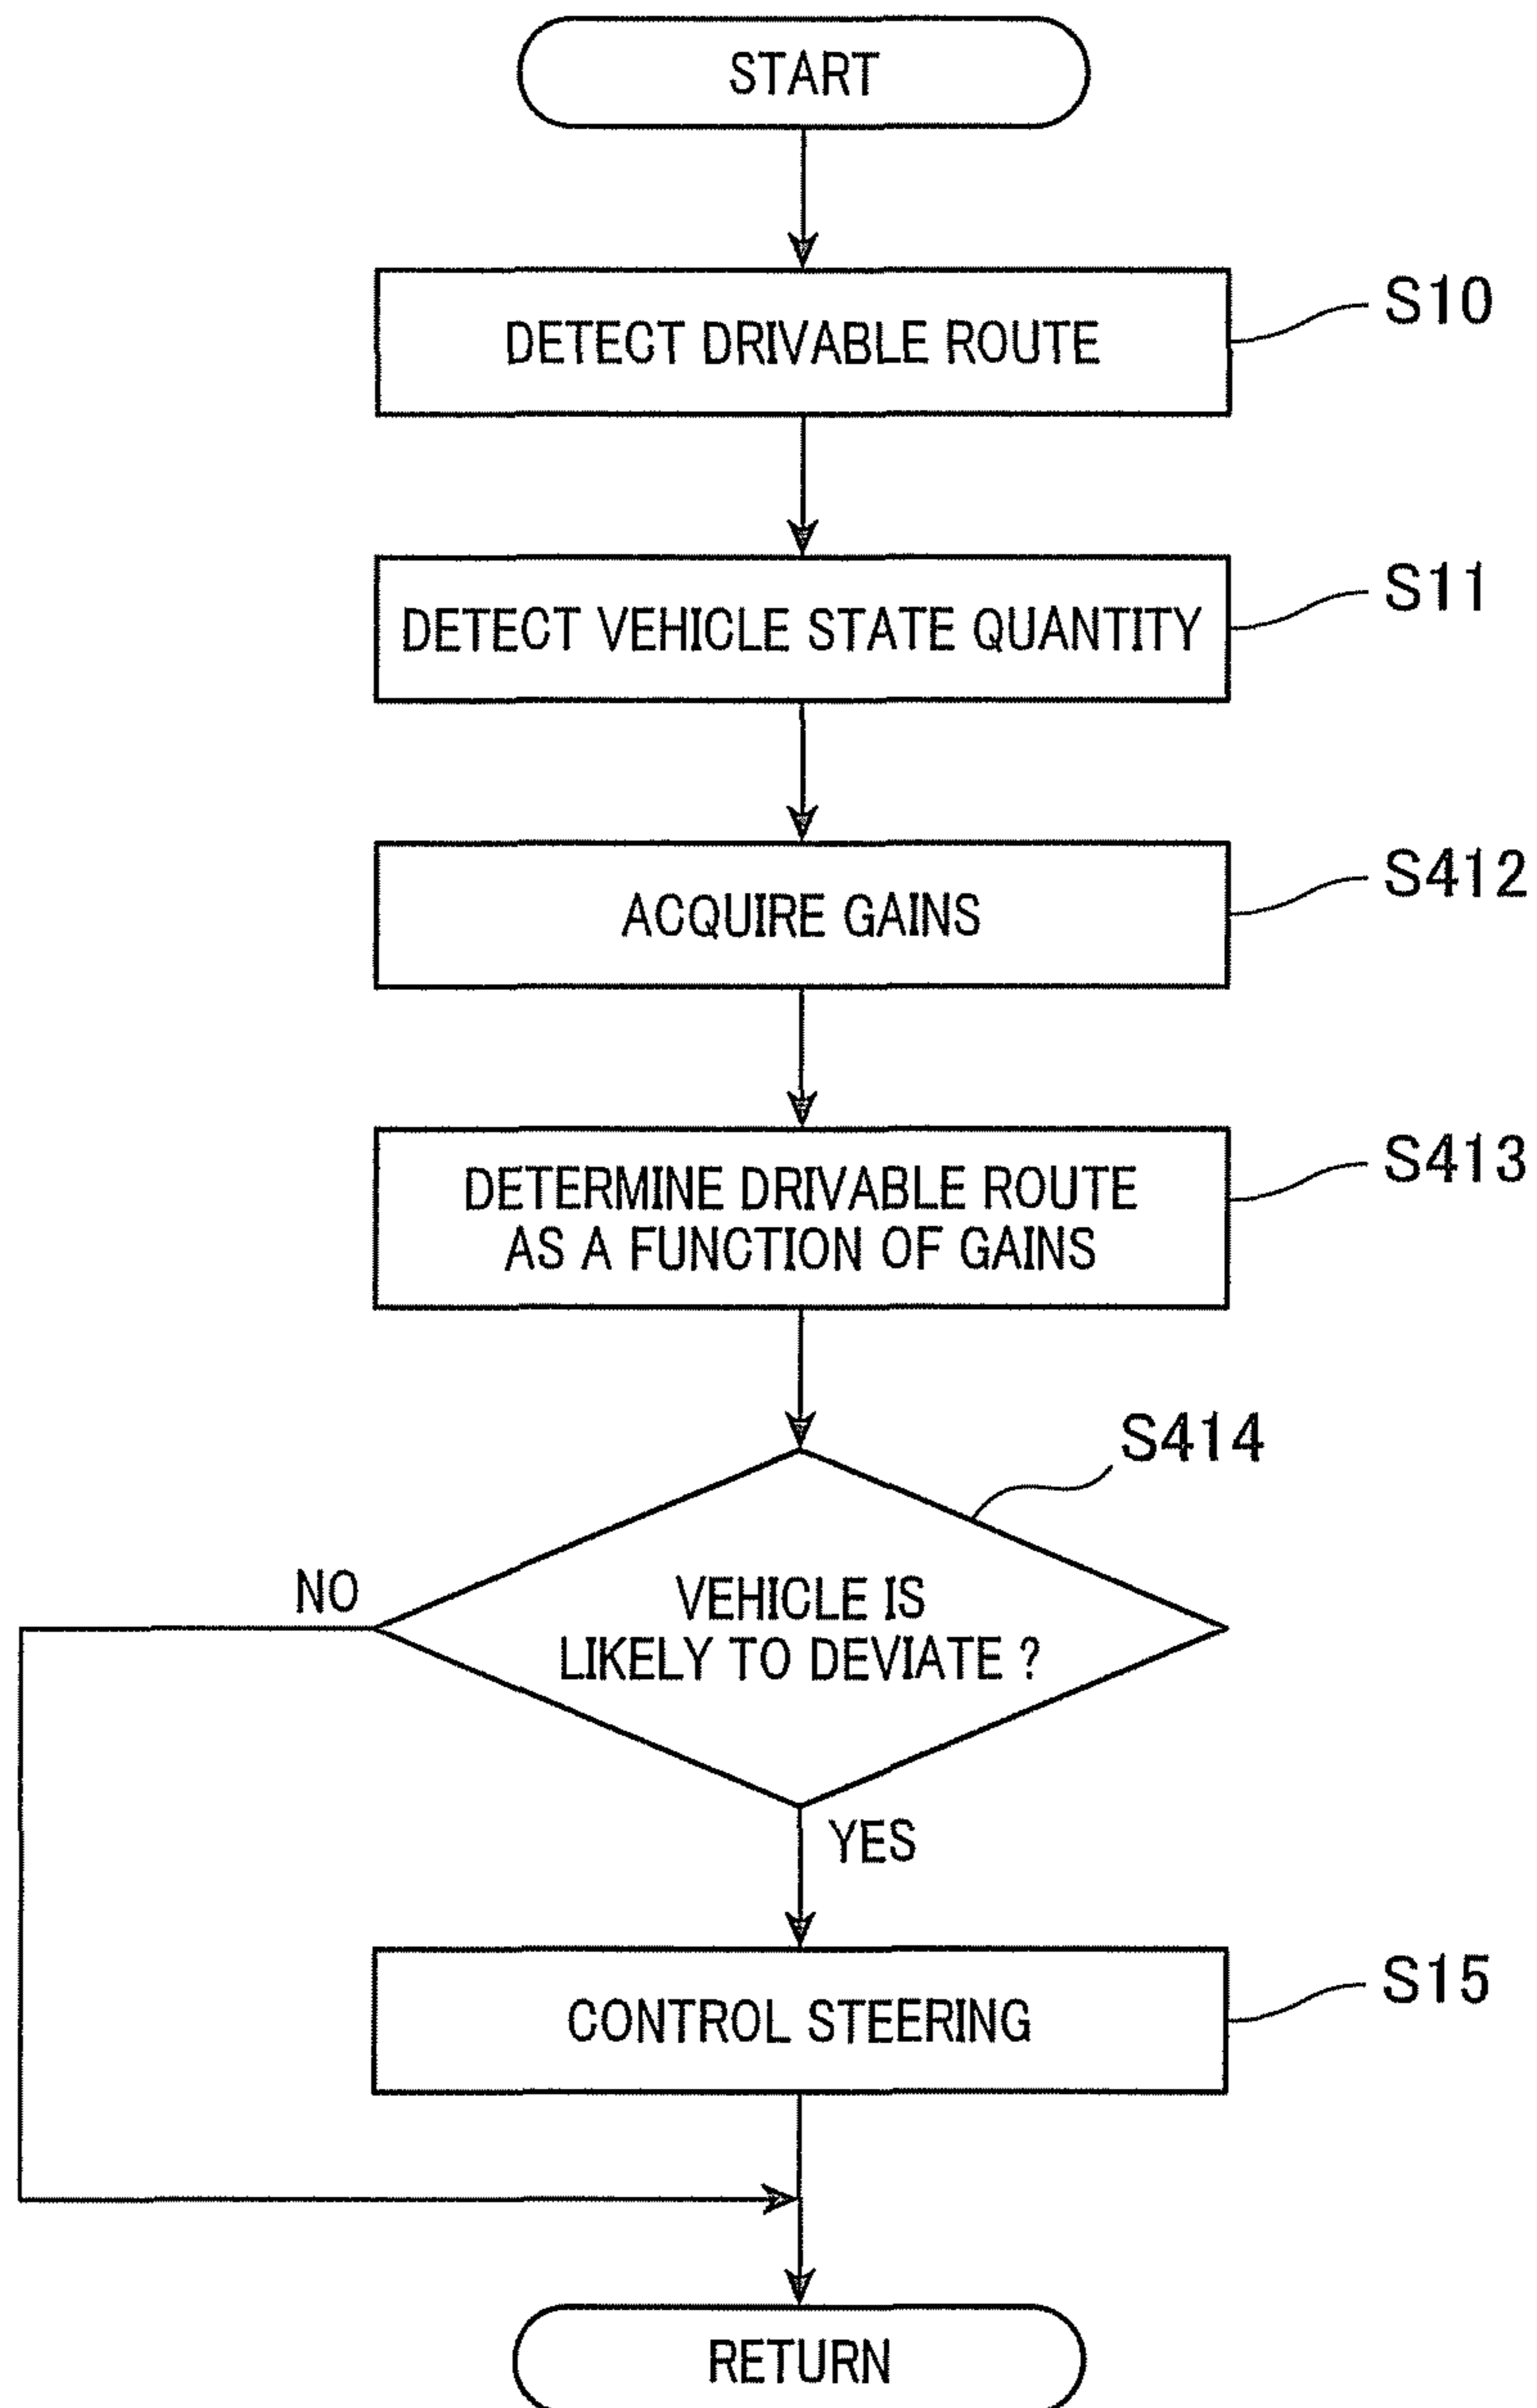 START
DETECT DRIVABLE ROUTE
S10
DETECT VEHICLE STATE QUANTITY
S11
ACQUIRE GAINS
S412
DETERMINE DRIVABLE ROUTE
AS A FUNCTION OF GAINS
S413
S414
VEHICLE IS
LIKELY TO DEVIATE ?
NO
YES
CONTROL STEERING
S15
RETURN